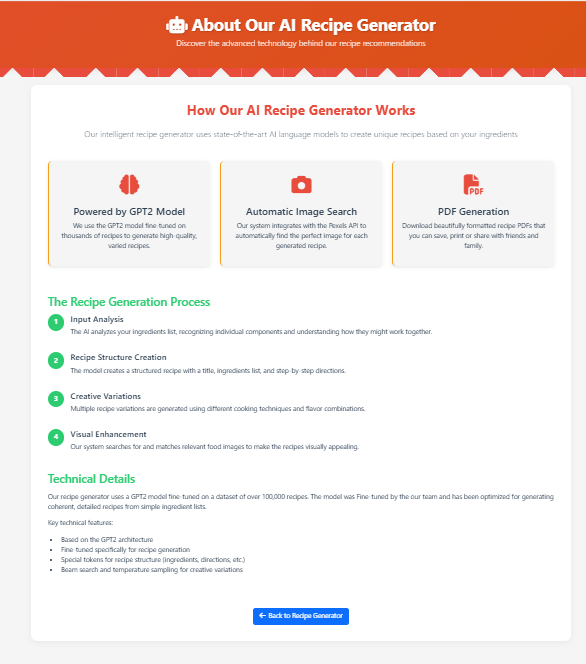 About Our AI Recipe Generator
Discover the advanced technology behind our recipe recommendations
How Our AI Recipe Generator Works
Our intelligent recipe generator uses state-of-the-art AI language models to create unique recipes based on your ingredients
Powered by GPT2 Model
We use the GPT2 model fine-tuned on
thousands of recipes to generate high-quality,
varied recipes.
Automatic Image Search
Our system integrates with the Pexels API to
automatically find the perfect image for each
generated recipe.
PDF
PDF Generation
Download beautifully formatted recipe PDFs that
you can save, print or share with friends and
family.
The Recipe Generation Process
1 Input Analysis
The AI analyzes your ingredients list, recognizing individual components and understanding how they might work together.
2 Recipe Structure Creation
The model creates a structured recipe with a title, ingredients list, and step-by-step directions.
3 Creative Variations
Multiple recipe variations are generated using different cooking techniques and flavor combinations.
4 Visual Enhancement
Our system searches for and matches relevant food images to make the recipes visually appealing.
Technical Details
Our recipe generator uses a GPT2 model fine-tuned on a dataset of over 100,000 recipes. The model was Fine-tuned by the our team and has been optimized for generating
coherent, detailed recipes from simple ingredient lists.
Key technical features:
• Based on the GPT2 architecture
• Fine-tuned specifically for recipe generation
• Special tokens for recipe structure (ingredients, directions, etc.)
• Beam search and temperature sampling for creative variations
← Back to Recipe Generator